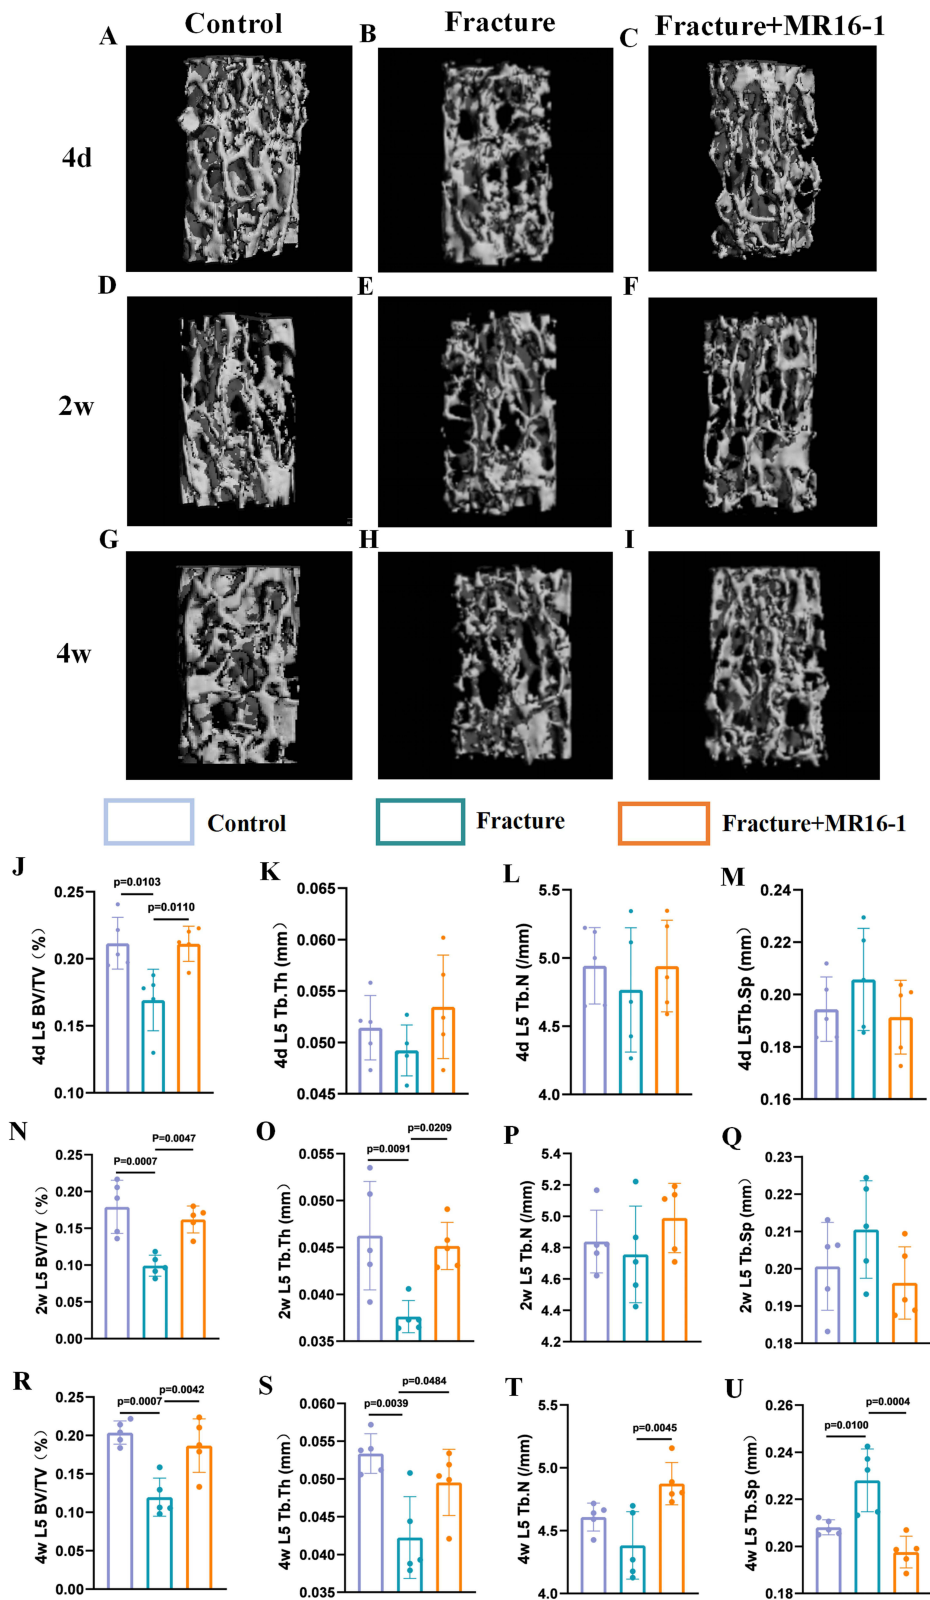 Control Fracture Fracture+MR16-1
A B C
4d
D E F
2w
G H I
4w
Control Fracture Fracture+MR16-1
J
4d L5 BV/TV (%)
0.25
0.20
0.15
0.10
p=0.0103
p=0.0110
K
4d L5 Tb.Th (mm)
0.065
0.060
0.055
0.050
0.045
L
4d L5 Tb.N (/mm)
5.5
5.0
4.5
4.0
M
4d L5Tb.Sp (mm)
0.24
0.22
0.20
0.18
0.16
N
2w L5 BV/TV (%)
0.25
0.20
0.15
0.10
0.05
0.00
P=0.0047
P=0.0007
O
2w L5 Tb.Th (mm)
0.055
0.050
0.045
0.040
0.035
p=0.0209
p=0.0091
P
2w L5 Tb.N (/mm)
5.4
5.2
5.0
4.8
4.6
4.4
4.2
Q
2w L5 Tb.Sp (mm)
0.23
0.22
0.21
0.20
0.19
0.18
R
4w L5 BV/TV (%)
0.25
0.20
0.15
0.10
0.05
0.00
p=0.0042
p=0.0007
S
4w L5 Tb.Th (mm)
0.060
0.055
0.050
0.045
0.040
0.035
p=0.0484
p=0.0039
T
4w L5 Tb.N (/mm)
5.5
5.0
4.5
4.0
p=0.0045
U
4w L5 Tb.Sp (mm)
0.26
0.24
0.22
0.20
0.18
p=0.0004
p=0.0100